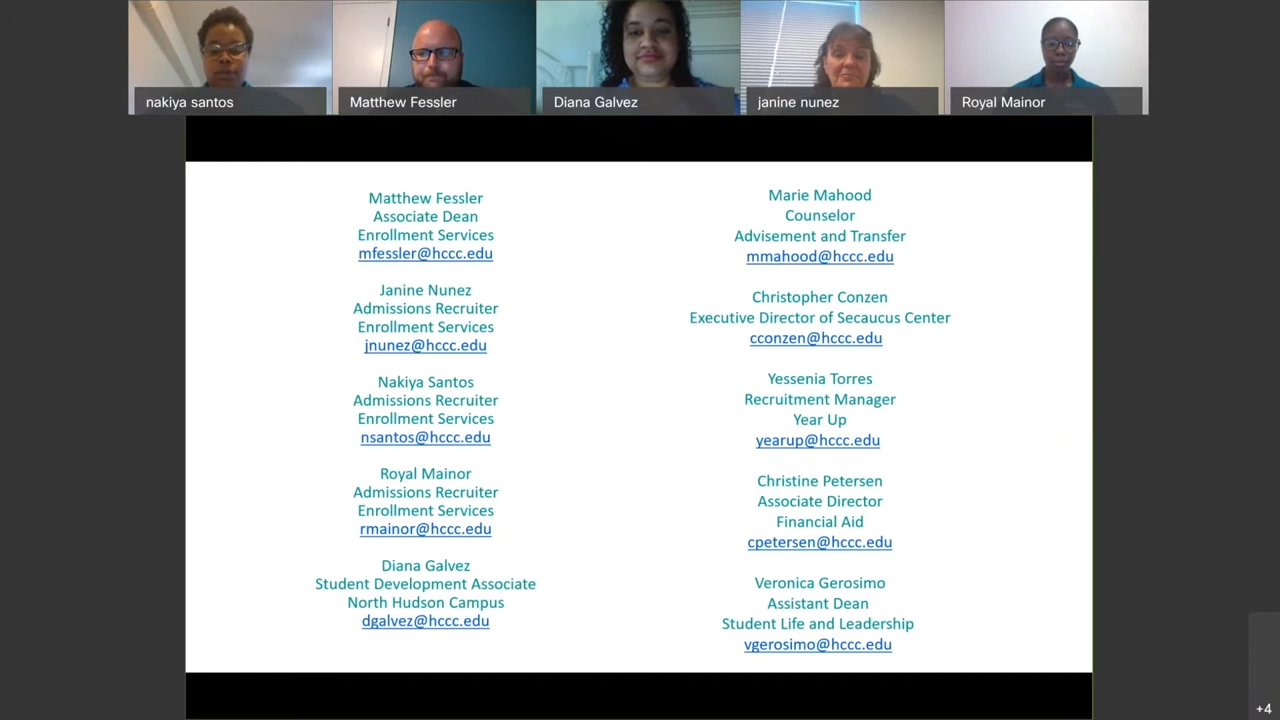 nakiya santos
Matthew Fessler
Diana Galvez
janine nunez
Royal Mainor
Matthew Fessler
Associate Dean
Enrollment Services
mfessler@hccc.edu
Janine Nunez
Admissions Recruiter
Enrollment Services
jnunez@hccc.edu
Nakiya Santos
Admissions Recruiter
Enrollment Services
nsantos@hccc.edu
Royal Mainor
Admissions Recruiter
Enrollment Services
rmainor@hccc.edu
Diana Galvez
Student Development Associate
North Hudson Campus
dgalvez@hccc.edu
Marie Mahood
Counselor
Advisement and Transfer
mmahood@hccc.edu
Christopher Conzen
Executive Director of Secaucus Center
cconzen@hccc.edu
Yessenia Torres
Recruitment Manager
Year Up
yearup@hccc.edu
Christine Petersen
Associate Director
Financial Aid
cpetersen@hccc.edu
Veronica Gerosimo
Assistant Dean
Student Life and Leadership
vgerosimo@hccc.edu
+4